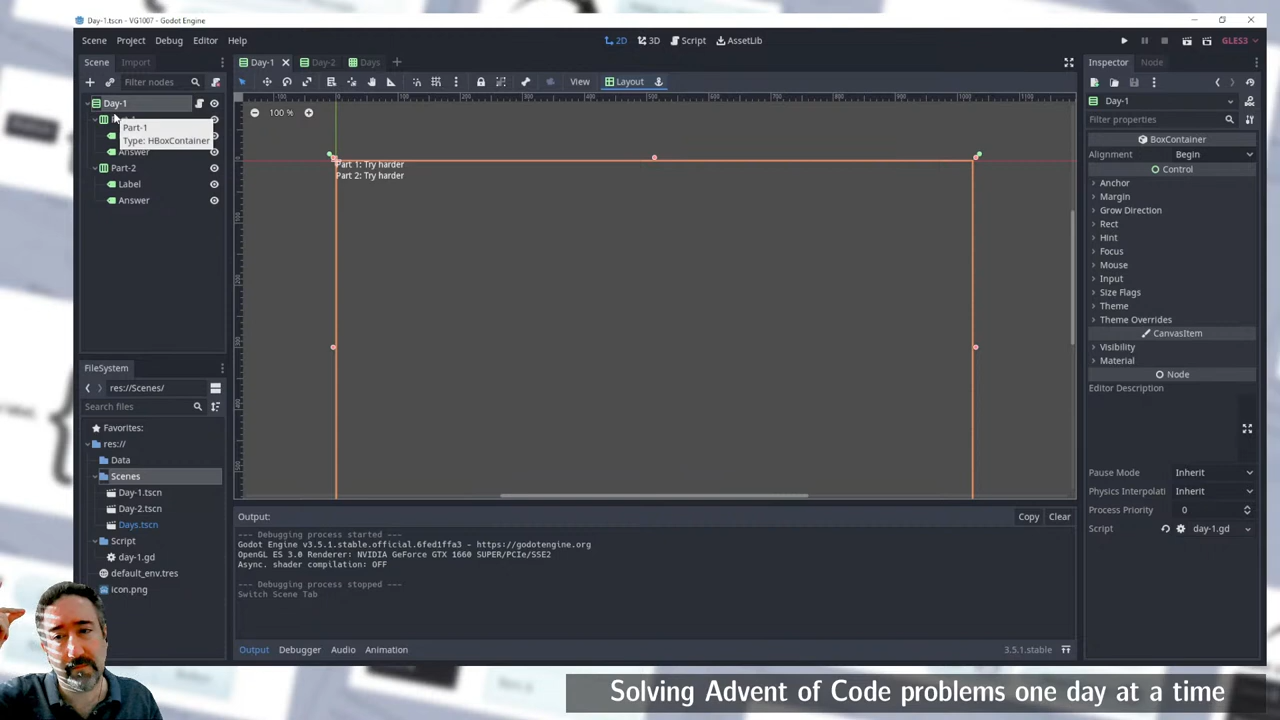 Day-1.tscn - VG1007 - Godot Engine
Scene Project Debug Editor Help
2D 3D Script AssetLib
GLES3
Scene Import
Day-1 Day-2 Days
Inspector Node
Filter nodes
View Layout
Day-1
Part-1
Type: HBoxContainer
Answer
Part-2
Label
Answer
100 %
Part 1: Try harder
Part 2: Try harder
Day-1
Filter properties
BoxContainer
Alignment Begin
Control
Anchor
Margin
Grow Direction
Rect
Hint
Focus
Mouse
Input
Size Flags
Theme
Theme Overrides
CanvasItem
Visibility
Material
Node
Editor Description
Pause Mode Inherit
Physics Interpolati Inherit
Process Priority 0
Script day-1.gd
FileSystem
res://Scenes/
Search files
Favorites:
res://
Data
Scenes
Day-1.tscn
Day-2.tscn
Days.tscn
Script
day-1.gd
default_env.tres
icon.png
Output:
Copy Clear
--- Debugging process started ---
Godot Engine v3.5.1.stable.official.6fed1ffa3 - https://godotengine.org
OpenGL ES 3.0 Renderer: NVIDIA GeForce GTX 1660 SUPER/PCIe/SSE2
Async. shader compilation: OFF
--- Debugging process stopped ---
Switch Scene Tab
Output Debugger Audio Animation
3.5.1.stable
Solving Advent of Code problems one day at a time